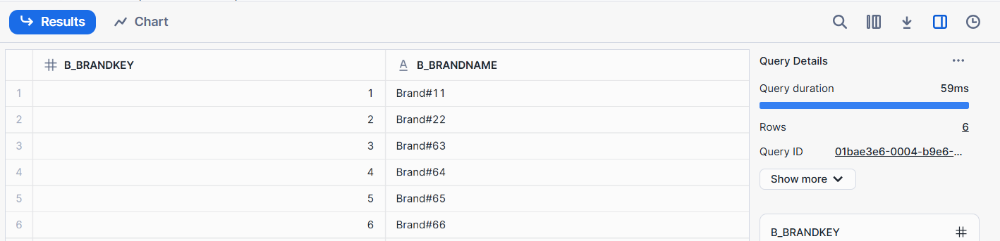 Results Chart
B_BRANDKEY B_BRANDNAME
1 1 Brand#11
2 2 Brand#22
3 3 Brand#63
4 4 Brand#64
5 5 Brand#65
6 6 Brand#66
Query Details
Query duration 59ms
Rows 6
Query ID 01bae3e6-0004-b9e6-...
Show more
B_BRANDKEY